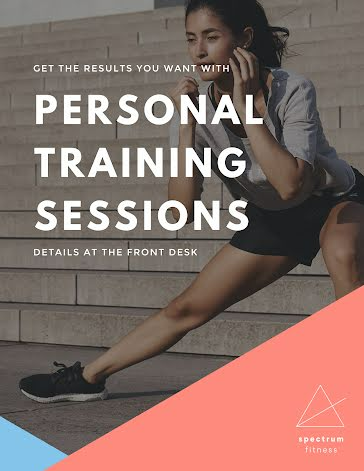 GET THE RESULTS YOU WANT WITH
PERSONAL
TRAINING
SESSIONS
DETAILS AT THE FRONT DESK
spectrum
fitness